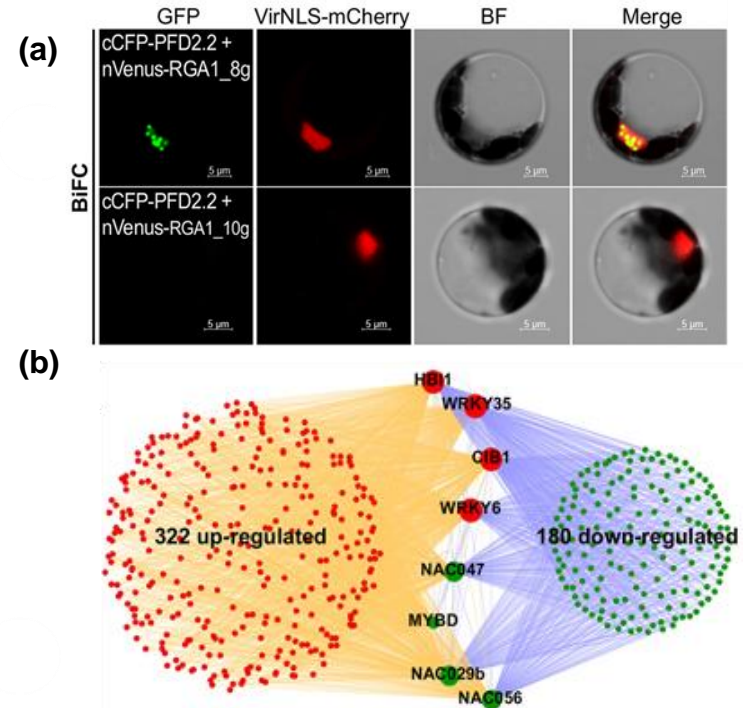 (a)
GFP VirNLS-mCherry BF Merge
BiFC
cCFP-PFD2.2 +
nVenus-RGA1_8g
5 µm 5 µm 5 µm 5 µm
cCFP-PFD2.2 +
nVenus-RGA1_10g
5 µm 5 µm 5 µm 5 µm
(b)
HBI1
WRKY35
CIB1
WRKY6
322 up-regulated
180 down-regulated
NAC047
MYBD
NAC029b
NAC056